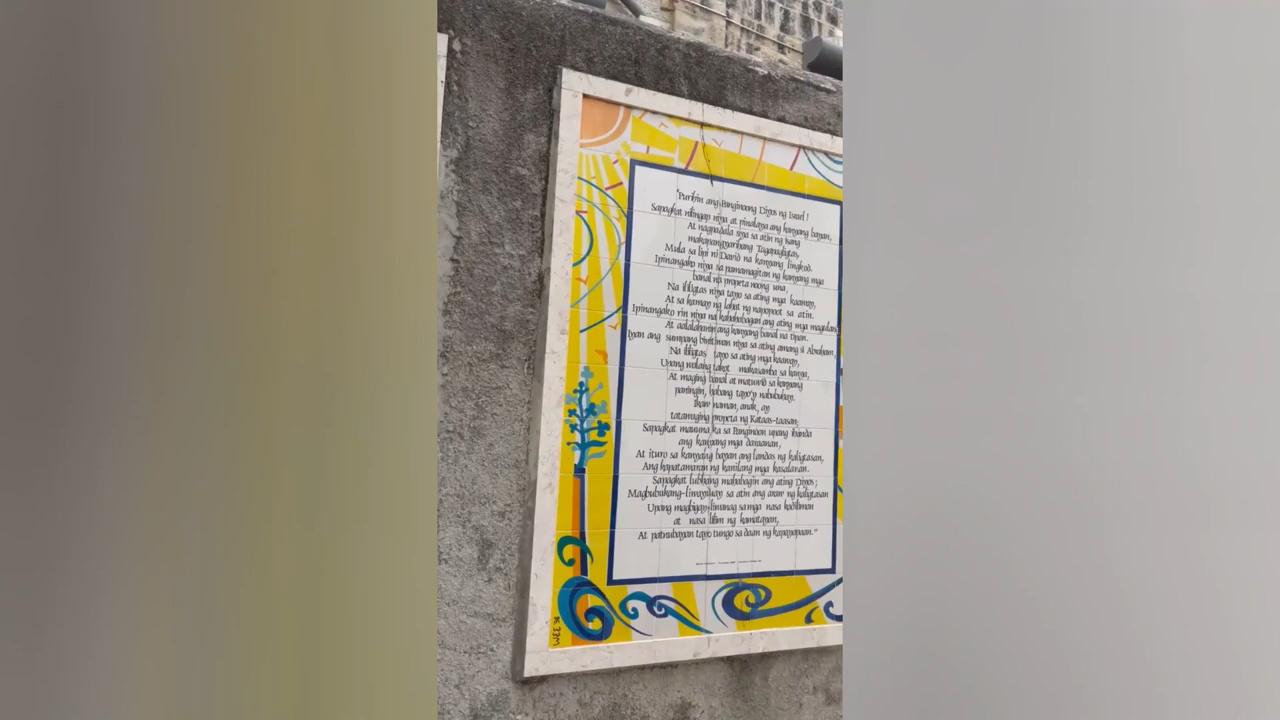 "Purihin ang Panginoong Diyos ng Israel!
Sapagkat nilingap niya at pinalaya ang kanyang bayan,
At nagpadala siya sa atin ng isang
makapangyarihang Tagapagligtas,
Mula sa lipi ni David na kanyang lingkod.
Ipinangako niya sa pamamagitan ng kanyang mga
banal na propeta noong una,
Na ililigtas niya tayo sa ating mga kaaway,
At sa kamay ng lahat ng napopoot sa atin.
Ipinangako rin niya na kahahabagan ang ating mga magulang
At aalalahanin ang kanyang banal na tipan.
Iyan ang sumpang binitiwan niya sa ating amang si Abraham,
Na ililigtas tayo sa ating mga kaaway,
Upang walang takot makasamba sa kanya,
At maging banal at matuwid sa kanyang
paningin, habang tayo'y nabubuhay.
Ikaw naman, anak, ay
tatawaging propeta ng Kataas-taasan;
Sapagkat mauuna ka sa Panginoon upang ihanda
ang kanyang mga daraanan,
At ituro sa kanyang bayan ang landas ng kaligtasan,
Ang kapatawaran ng kanilang mga kasalanan.
Sapagkat lubhang mahabagin ang ating Diyos;
Magbubukang-liwayway sa atin ang araw ng kaligtasan
Upang magbigay-liwanag sa mga nasa kadiliman
at nasa lilim ng kamatayan,
At patnubayan tayo tungo sa daan ng kapayapaan."